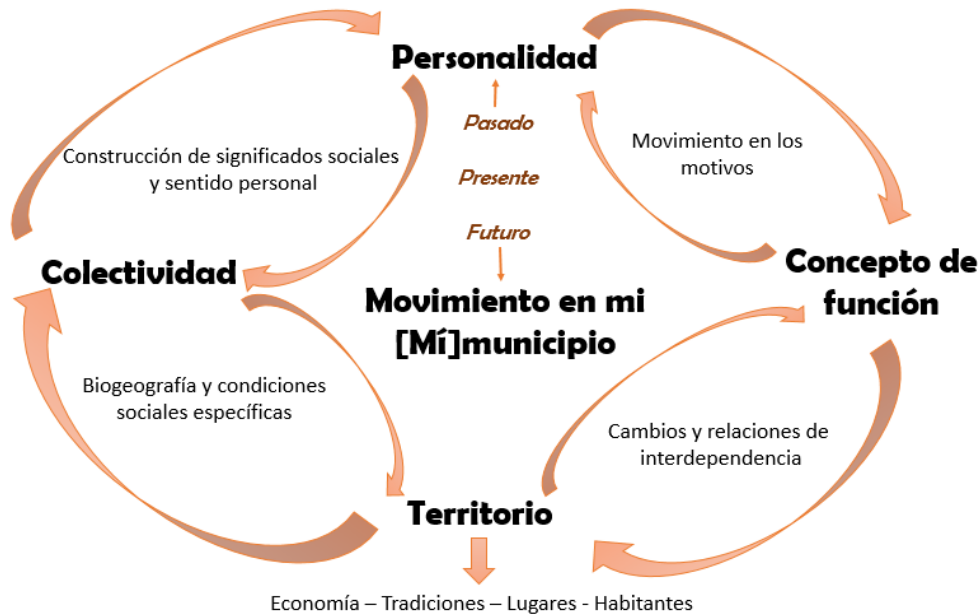 Personalidad
Pasado
Presente
Futuro
Construcción de significados sociales
y sentido personal
Movimiento en los
motivos
Colectividad
Movimiento en mi
[Mí]municipio
Concepto de
función
Biogeografía y condiciones
sociales específicas
Cambios y relaciones de
interdependencia
Territorio
Economía – Tradiciones – Lugares - Habitantes